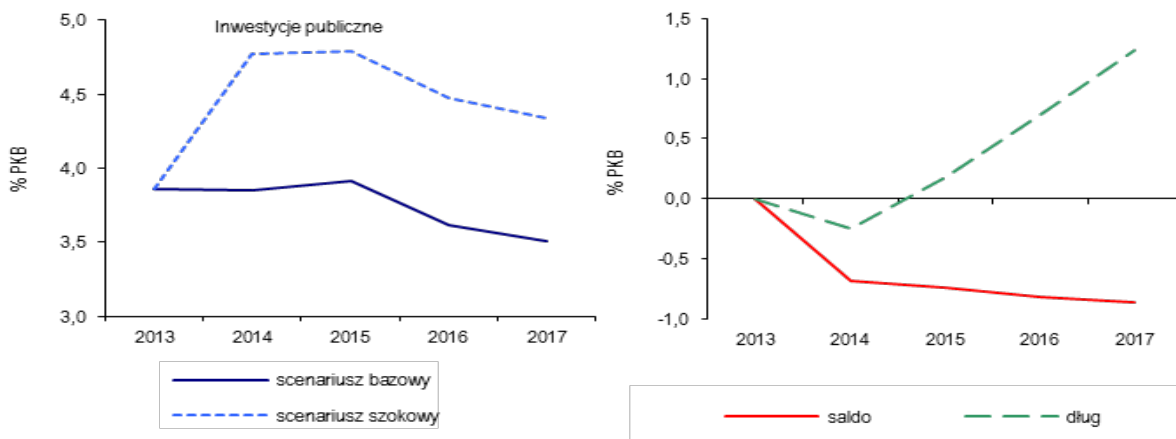 Inwestycje publiczne
% PKB
5,0
4,5
4,0
3,5
3,0
2013 2014 2015 2016 2017
scenariusz bazowy
scenariusz szokowy
% PKB
1,5
1,0
0,5
0,0
-0,5
-1,0
2013 2014 2015 2016 2017
saldo dług